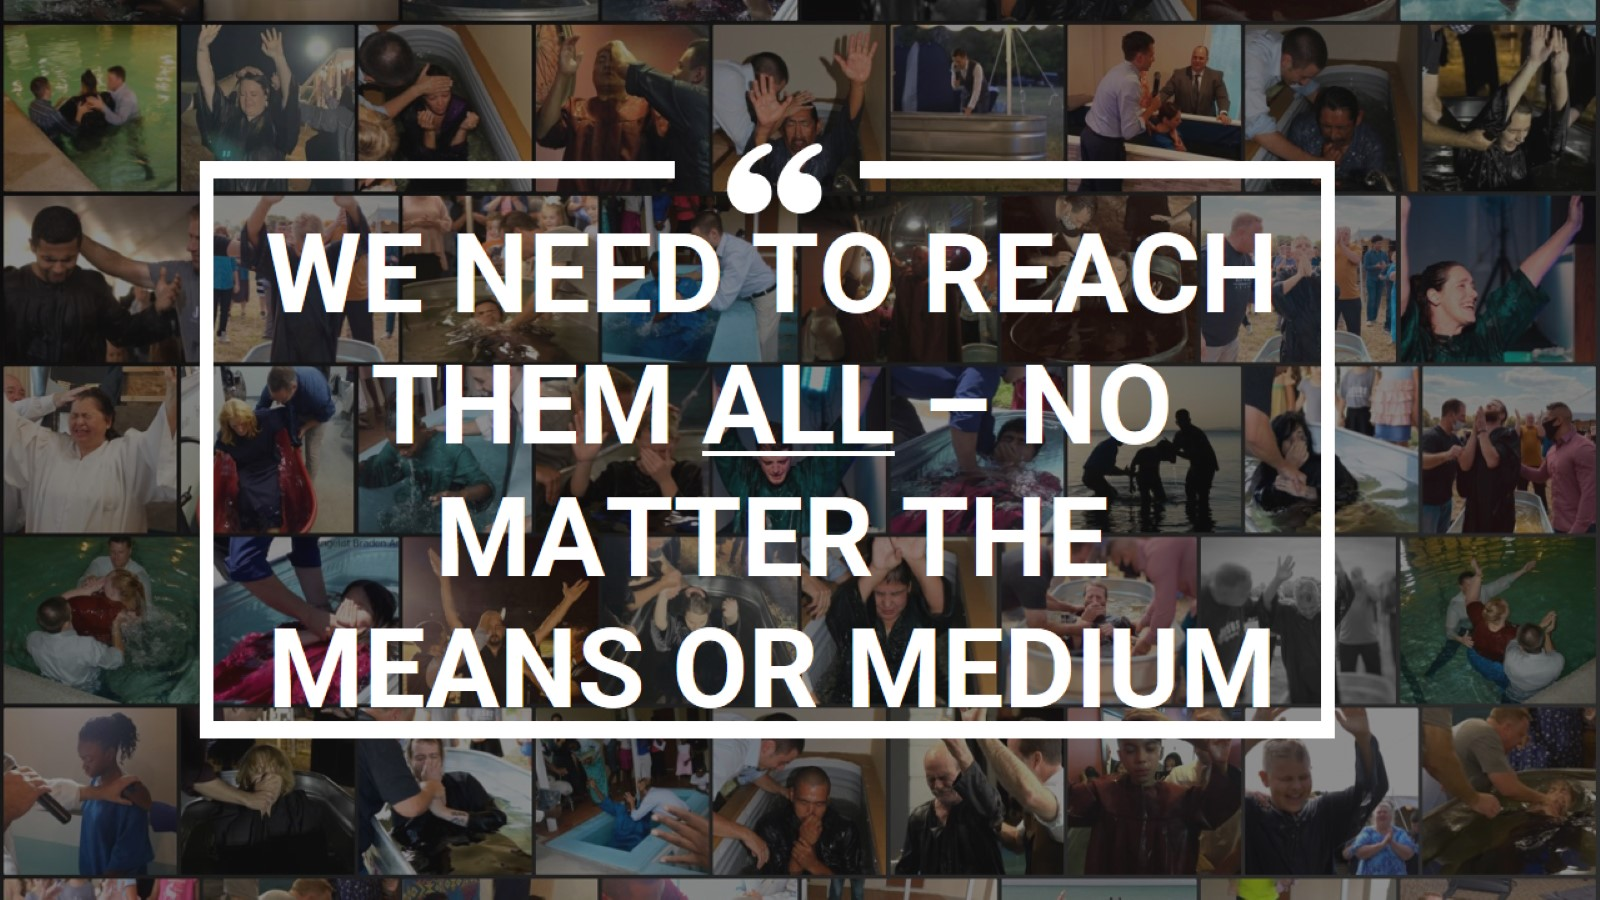 “
WE NEED TO REACH
THEM ALL – NO
MATTER THE
MEANS OR MEDIUM